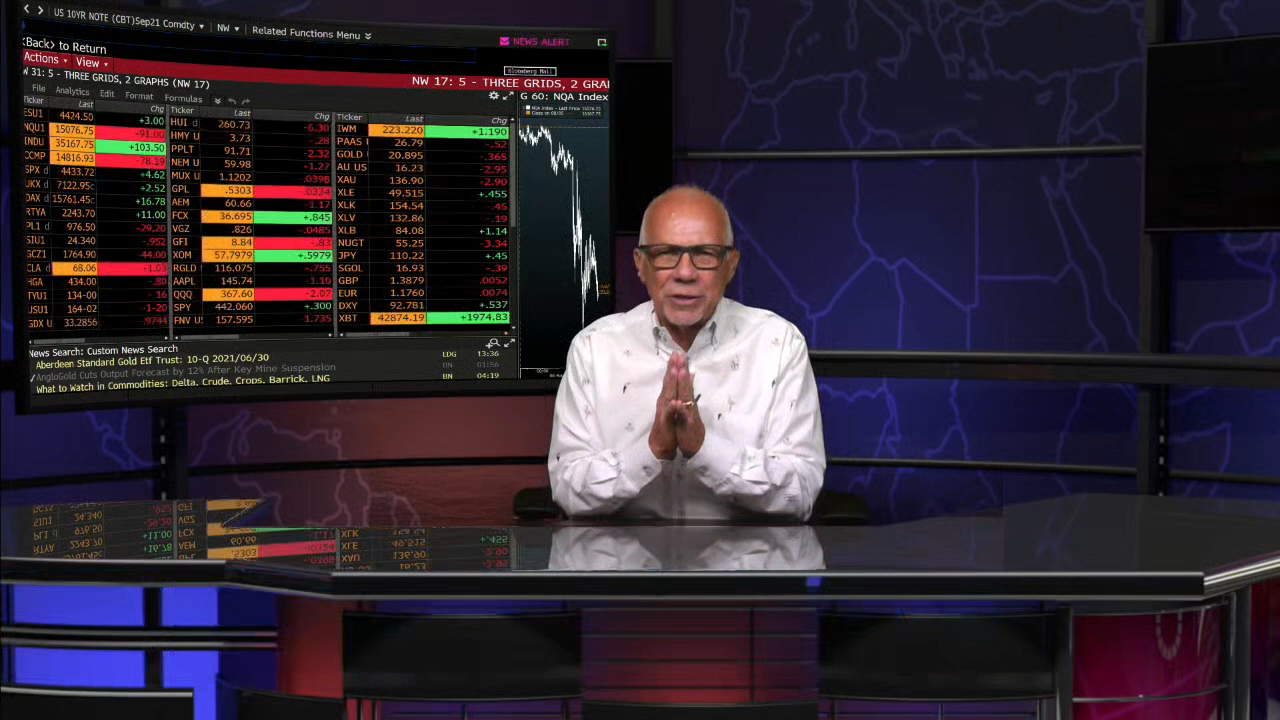 US 10YR NOTE (CBT)Sep21 Comdty NW Related Functions Menu
NEWS ALERT
<Back> to Return
Bloomberg Mail
Actions View
W 31: 5 - THREE GRIDS, 2 GRAPHS (NW 17)
NW 17: 5 - THREE GRIDS, 2 GRA
File Analytics Edit Format Formulas
G 60: NQA Index
Ticker Last Chg Ticker Last Chg Ticker Last Chg
ESU1 4424.50 +3.00 HUI d 260.73 -6.30 IWM 223.220 +1.190
NQU1 15076.75 -91.00 HMY U 3.73 -.28 PAAS 26.79 -.52
INDU 35167.75 +103.50 PPLT 91.71 -2.32 GOLD 20.895 -.365
CCMP 14816.93 -78.19 NEM U 59.98 -1.27 AU US 16.23 -2.95
SPX d 4433.72 +4.62 MUX U 1.1202 -.0398 XAU 136.90 -2.90
UKX d 7122.95c +2.52 GPL .5303 -.0324 XLE 49.515 +.455
DAX d 15761.45c +16.78 AEM 60.66 -1.17 XLK 154.54 -.45
RTYA 2243.70 +11.00 FCX 36.695 +.845 XLV 132.86 -.19
PL1 d 976.50 -29.20 VGZ .826 -.0485 XLB 84.08 +1.14
SIU1 24.340 -.952 GFI 8.84 -.83 NUGT 55.25 -3.34
GCZ1 1764.90 -44.00 XOM 57.7979 +.5979 JPY 110.22 +.45
CLA d 68.06 -1.03 RGLD 116.075 -.755 SGOL 16.93 -.39
HGA 434.00 -.80 AAPL 145.74 -1.10 GBP 1.3879 .0052
TYU1 134-00 - 16 QQQ 367.60 -2.07 EUR 1.1760 .0074
USU1 164-02 -1-20 SPY 442.060 +.300 DXY 92.781 +.537
GDX U 33.2856 .9744 FNV US 157.595 -1.735 XBT 42874.19 +1974.83
News Search: Custom News Search
Aberdeen Standard Gold Etf Trust: 10-Q 2021/06/30 EDG 13:36
AngloGold Cuts Output Forecast by 12% After Key Mine Suspension BN 01:56
What to Watch in Commodities: Delta, Crude, Crops, Barrick, LNG BN 04:19